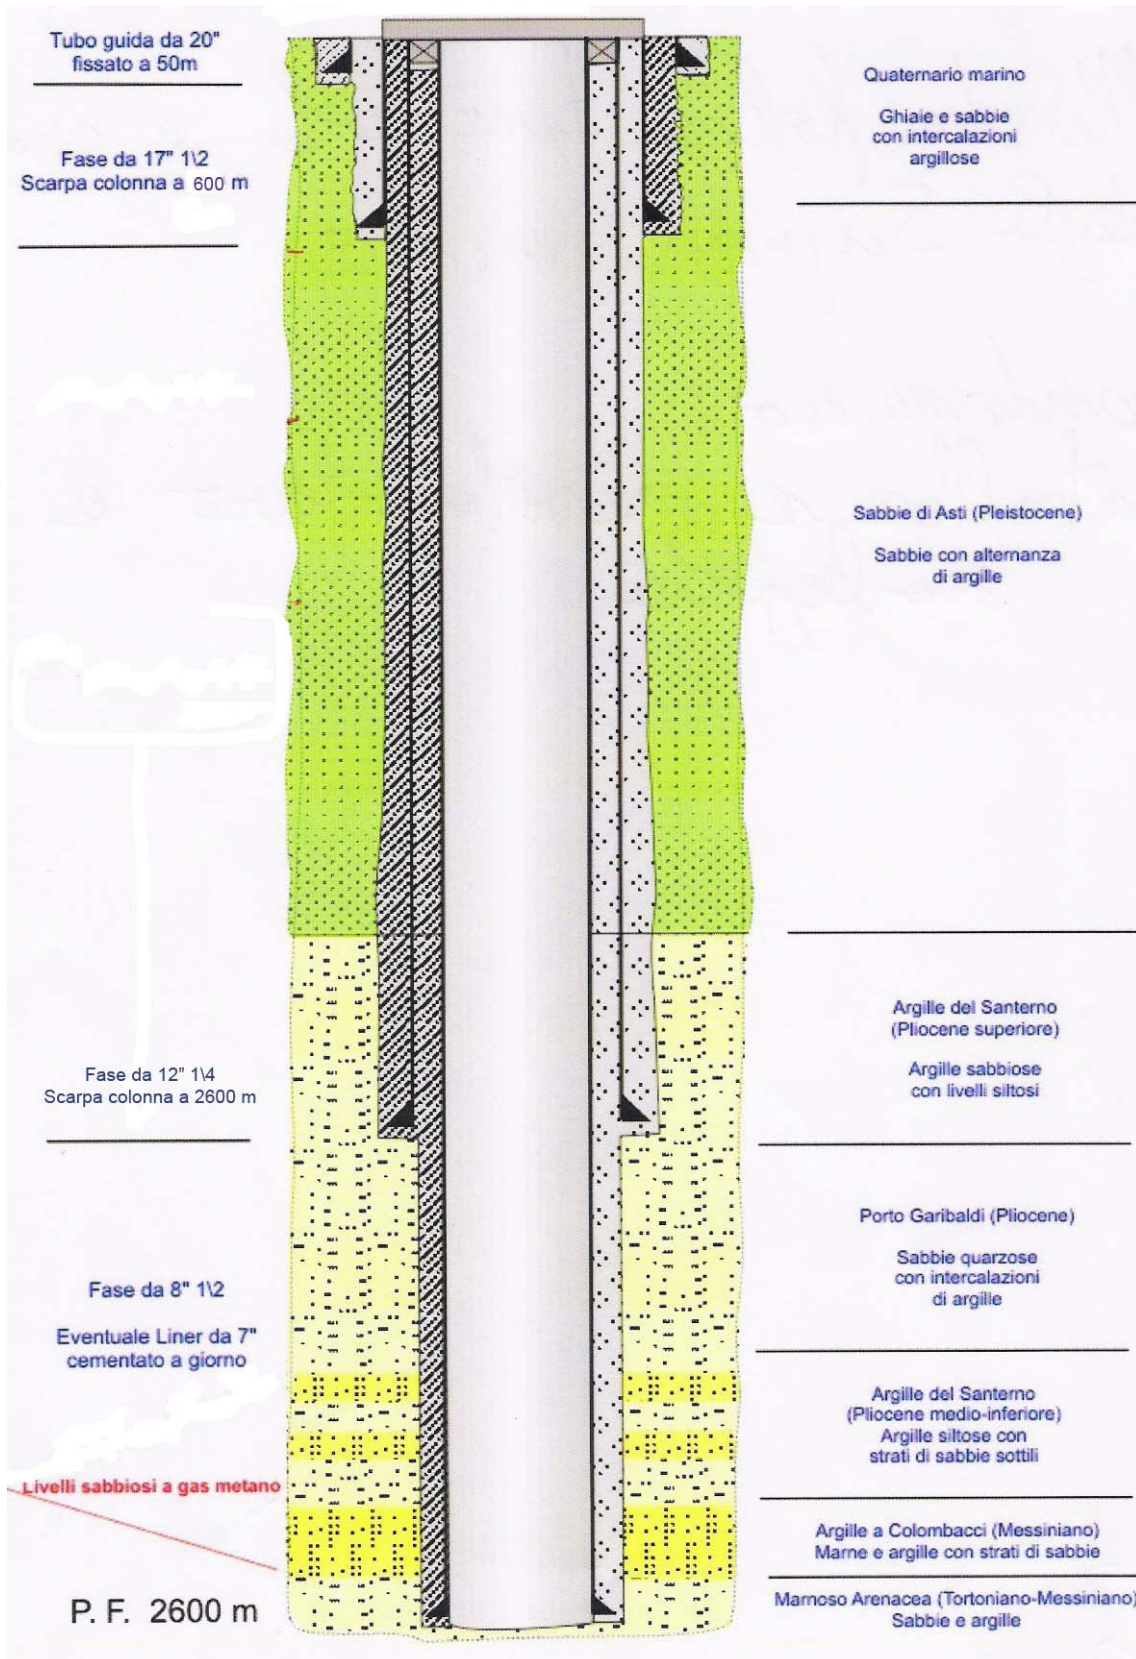 Tubo guida da 20"
fissato a 50m
Fase da 17" 1\2
Scarpa colonna a 600 m
Fase da 12" 1\4
Scarpa colonna a 2600 m
Fase da 8" 1\2
Eventuale Liner da 7"
cementato a giorno
Livelli sabbiosi a gas metano
P. F. 2600 m
Quaternario marino
Ghiaie e sabbie
con intercalazioni
argillose
Sabbie di Asti (Pleistocene)
Sabbie con alternanza
di argille
Argille del Santerno
(Pliocene superiore)
Argille sabbiose
con livelli siltosi
Porto Garibaldi (Pliocene)
Sabbie quarzose
con intercalazioni
di argille
Argille del Santerno
(Pliocene medio-inferiore)
Argille siltose con
strati di sabbie sottili
Argille a Colombacci (Messiniano)
Marne e argille con strati di sabbie
Marnoso Arenacea (Tortoniano-Messiniano)
Sabbie e argille